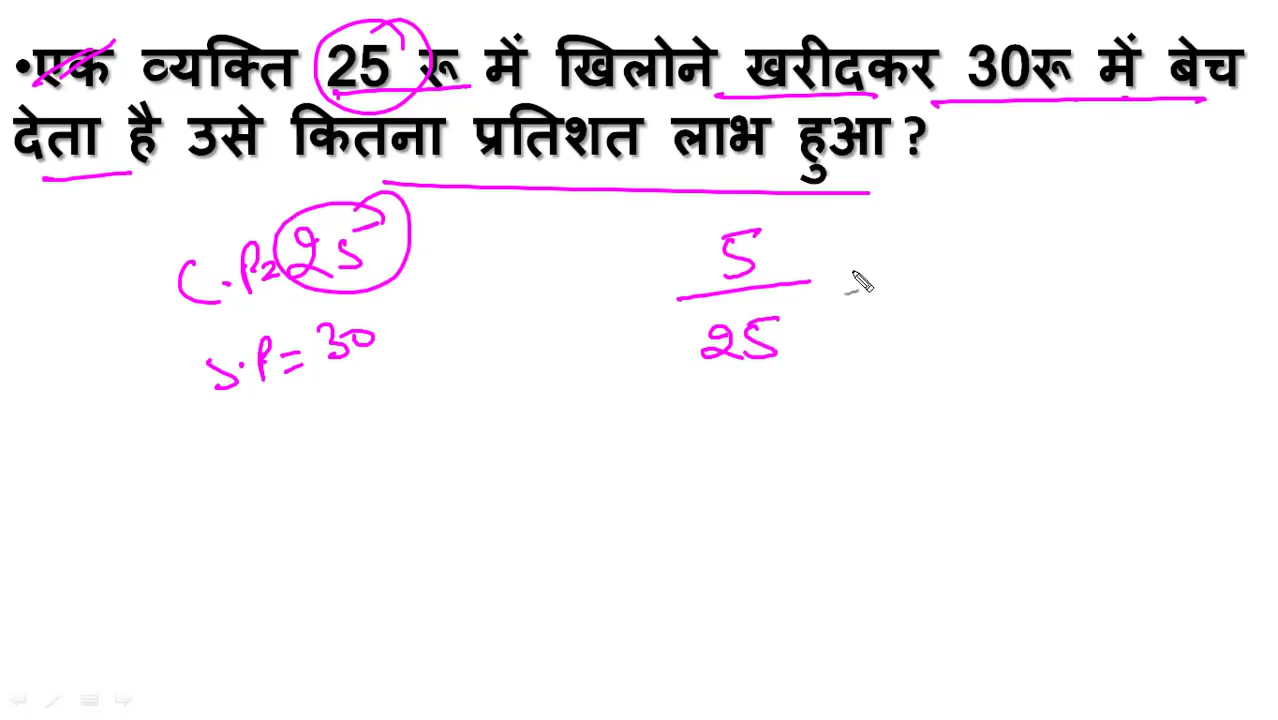 •एक व्यक्ति 25 रू में खिलोने खरीदकर 30रू में बेच
देता है उसे कितना प्रतिशत लाभ हुआ ?
C.P= 25
S.P= 30
5
25